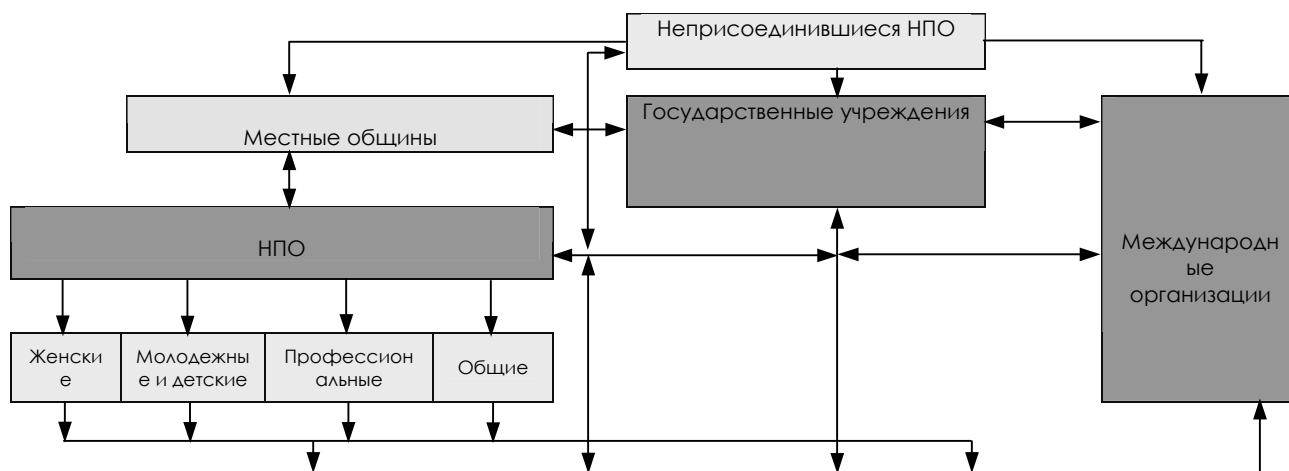 Неприсоединившиеся НПО
Государственные учреждения
Местные общины
НПО
Международн
ые
организации
Женски
е
Молодежны
е и детские
Профессион
альные
Общие